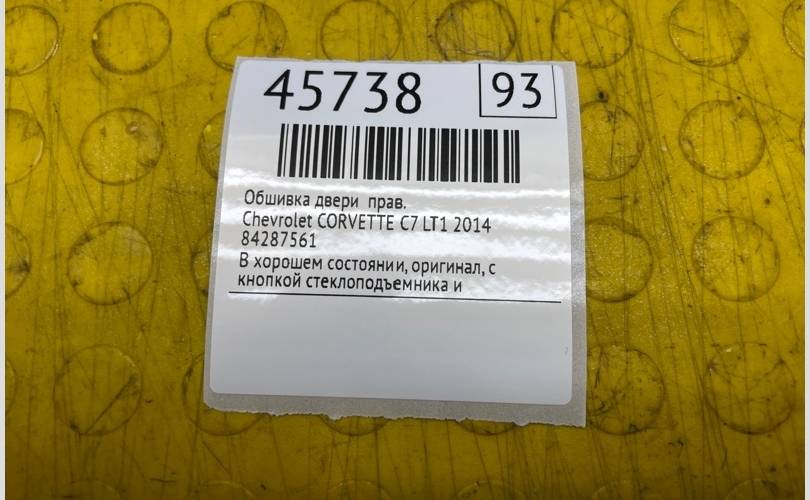 45738 93
Обшивка двери прав.
Chevrolet CORVETTE C7 LT1 2014
84287561
В хорошем состоянии, оригинал, с
кнопкой стеклоподъемника и